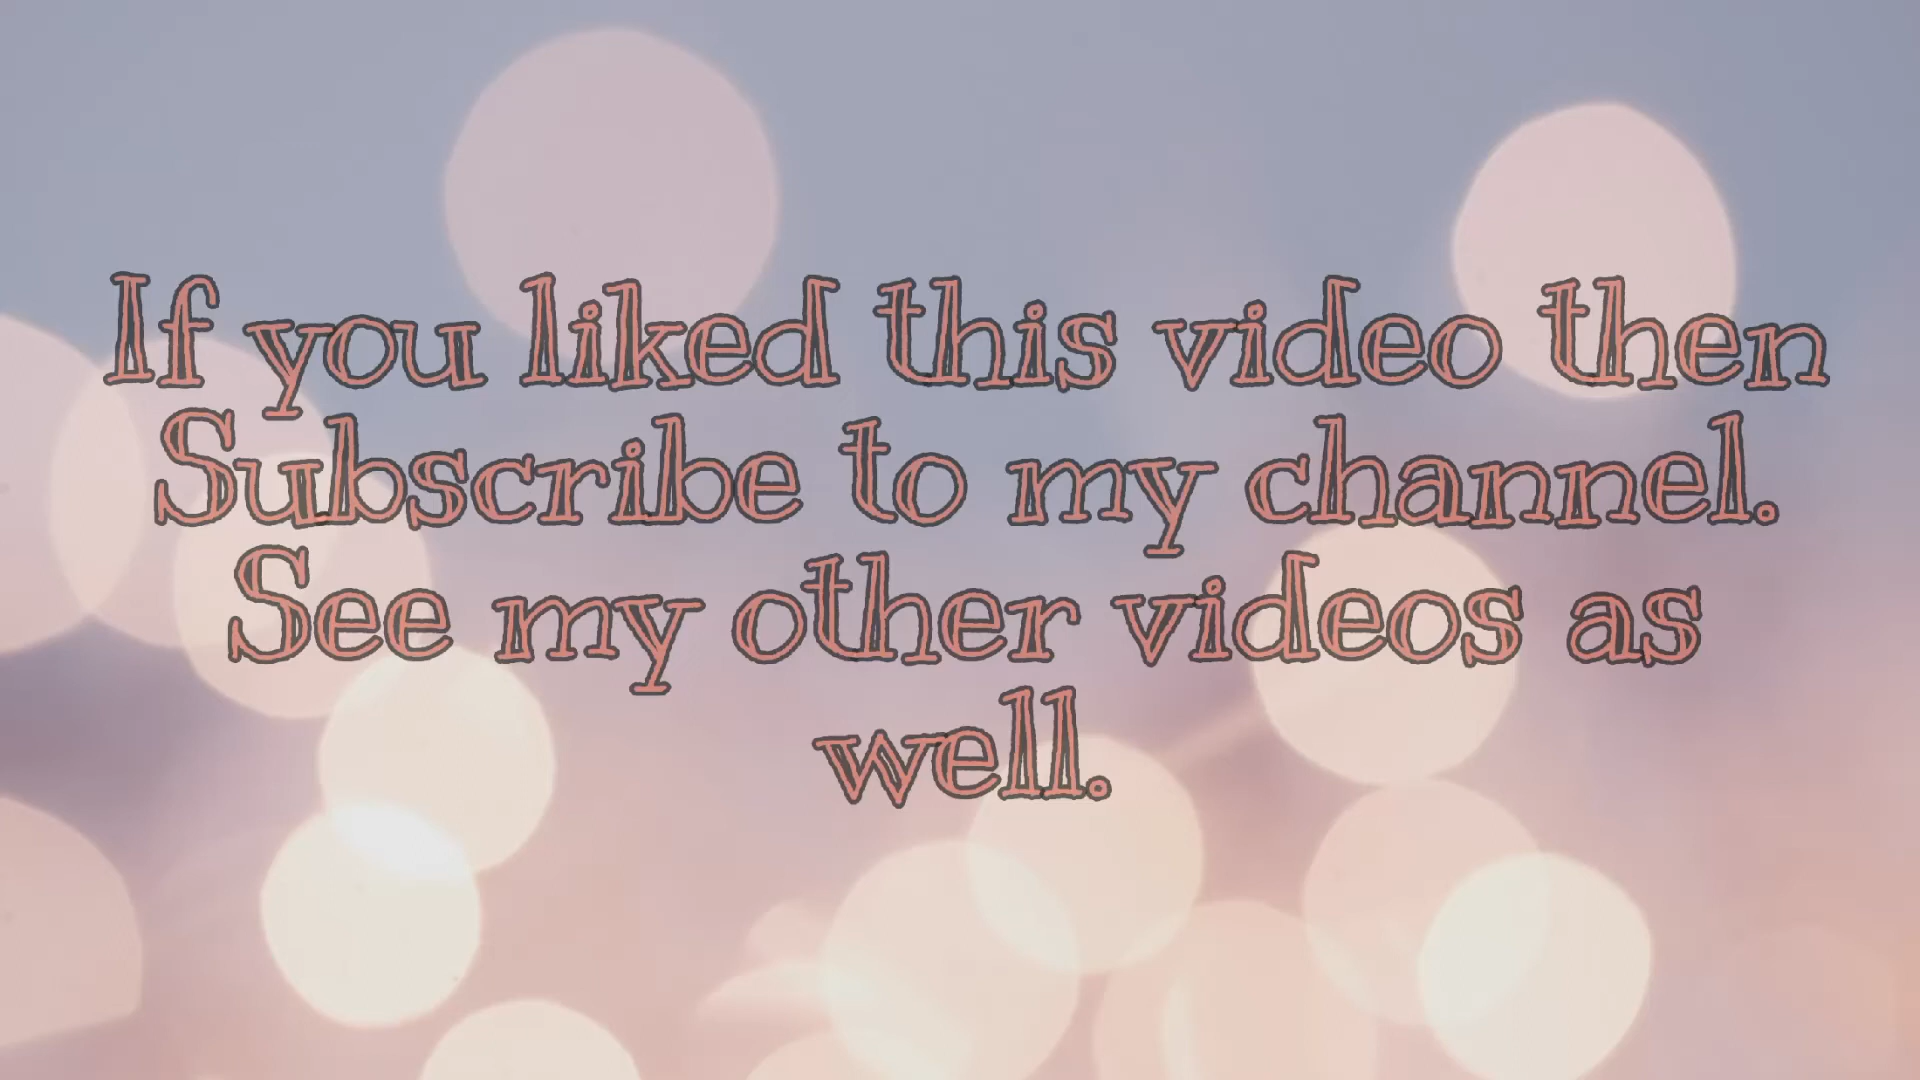 If you liked this video then
Subscribe to my channel.
See my other videos as
well.